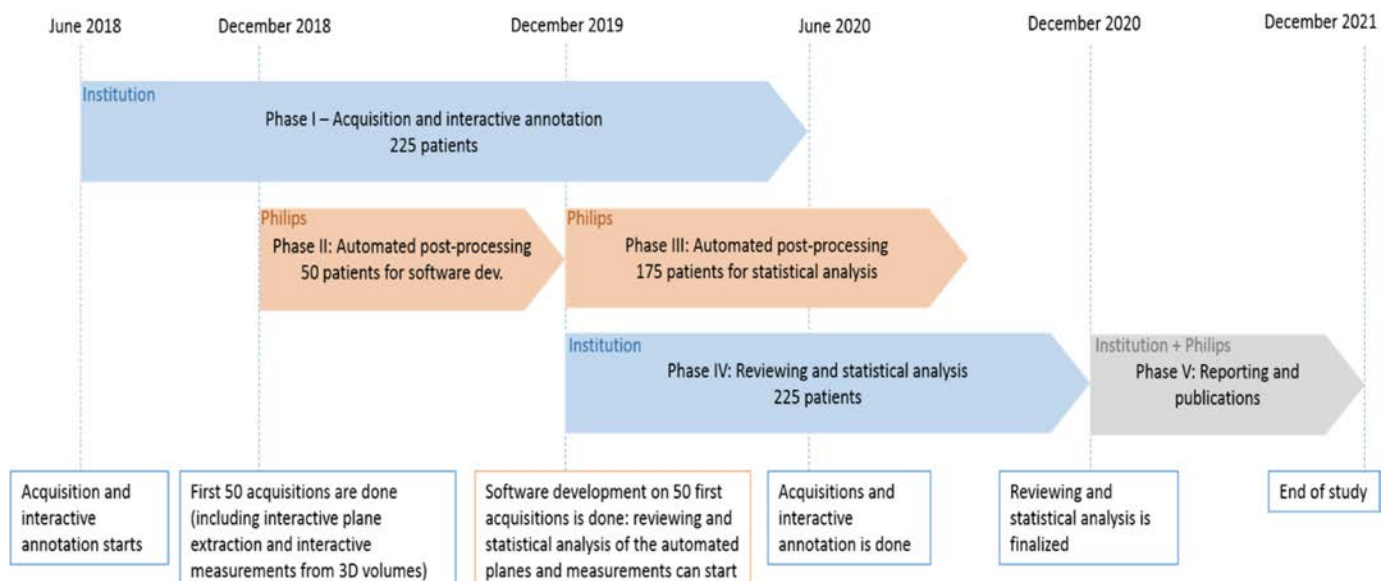 June 2018
December 2018
December 2019
June 2020
December 2020
December 2021
Institution
Phase I – Acquisition and interactive annotation
225 patients
Philips
Phase II: Automated post-processing
50 patients for software dev.
Philips
Phase III: Automated post-processing
175 patients for statistical analysis
Institution
Phase IV: Reviewing and statistical analysis
225 patients
Institution + Philips
Phase V: Reporting and
publications
Acquisition and
interactive
annotation starts
First 50 acquisitions are done
(including interactive plane
extraction and interactive
measurements from 3D volumes)
Software development on 50 first
acquisitions is done: reviewing and
statistical analysis of the automated
planes and measurements can start
Acquisitions and
interactive
annotation is done
Reviewing and
statistical analysis is
finalized
End of study